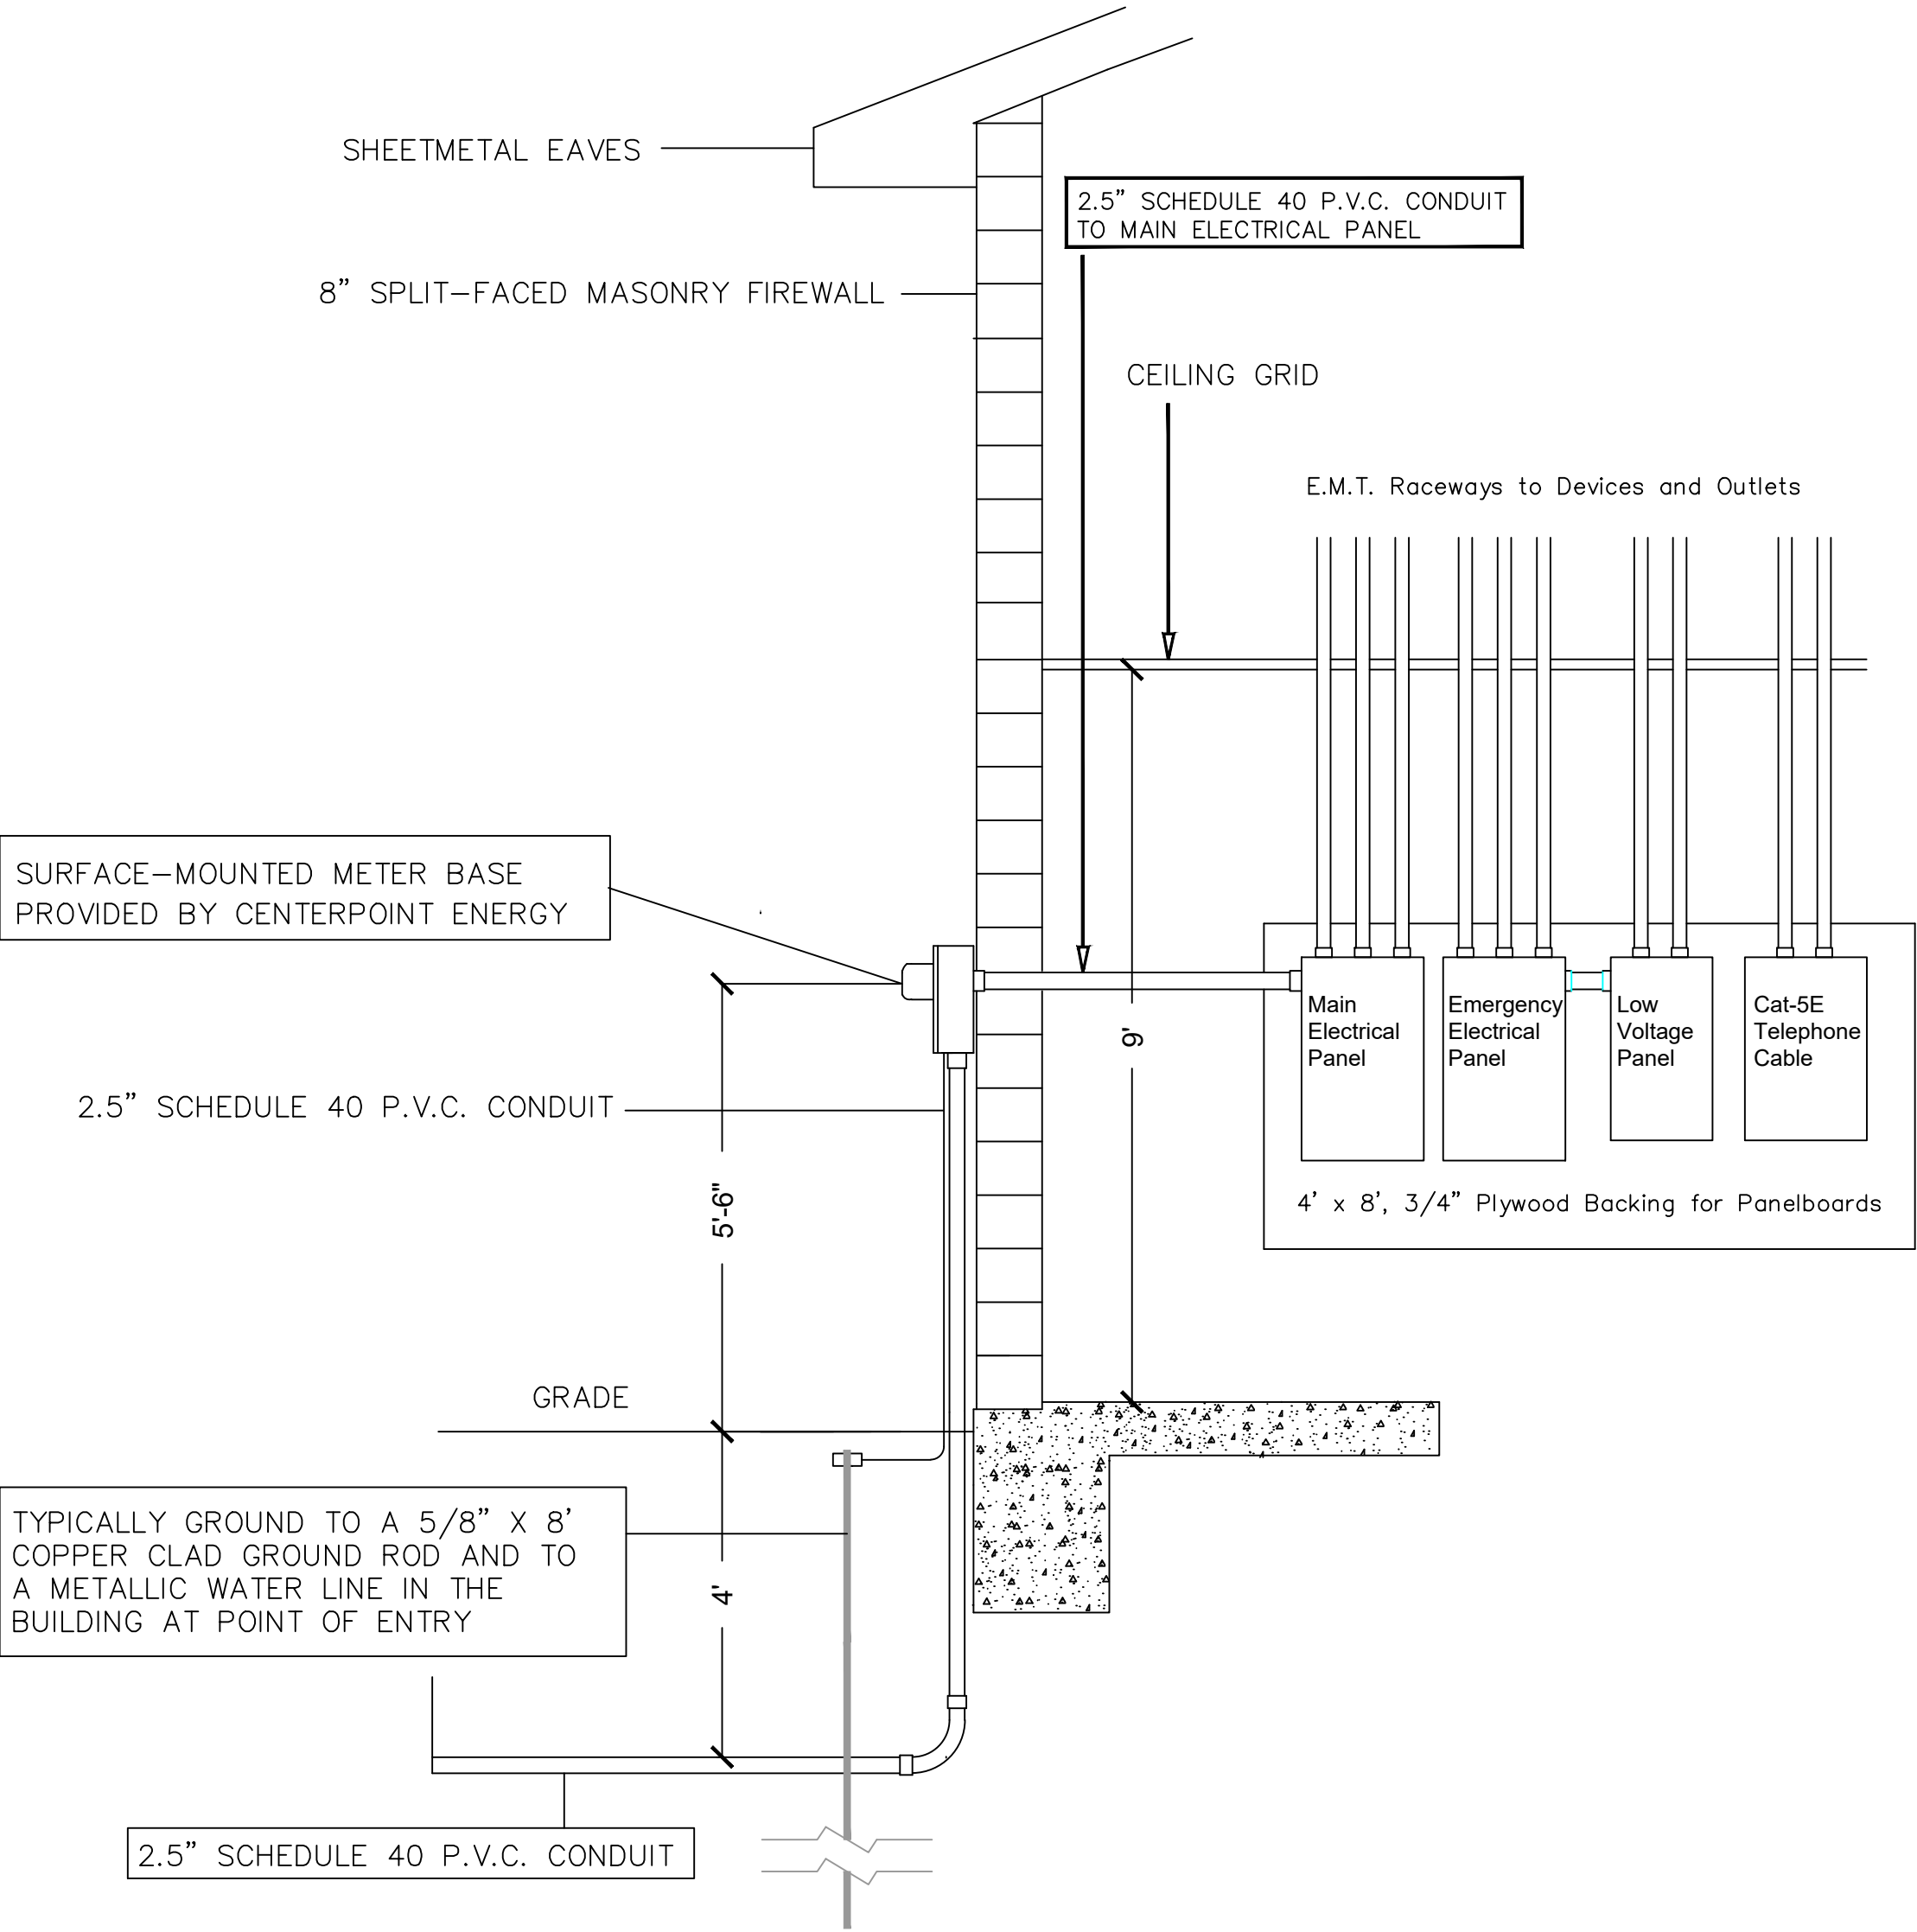 SHEETMETAL EAVES
2.5” SCHEDULE 40 P.V.C. CONDUIT
TO MAIN ELECTRICAL PANEL
8” SPLIT–FACED MASONRY FIREWALL
CEILING GRID
E.M.T. Raceways to Devices and Outlets
SURFACE–MOUNTED METER BASE
PROVIDED BY CENTERPOINT ENERGY
Main
Electrical
Panel
Emergency
Electrical
Panel
Low
Voltage
Panel
Cat-5E
Telephone
Cable
9'
2.5” SCHEDULE 40 P.V.C. CONDUIT
5'-6"
4’ x 8’, 3/4” Plywood Backing for Panelboards
GRADE
TYPICALLY GROUND TO A 5/8” X 8’
COPPER CLAD GROUND ROD AND TO
A METALLIC WATER LINE IN THE
BUILDING AT POINT OF ENTRY
4'
2.5” SCHEDULE 40 P.V.C. CONDUIT